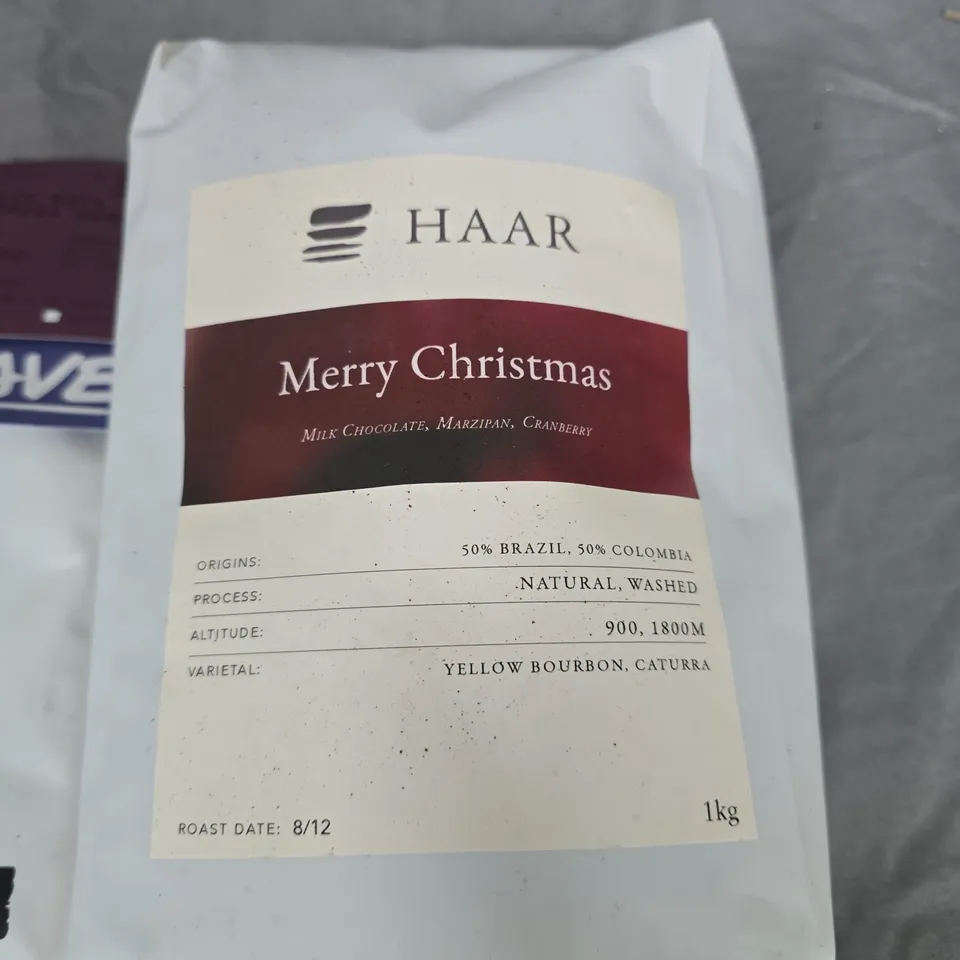 HAAR
Merry Christmas
Milk Chocolate, Marzipan, Cranberry
ORIGINS: 50% BRAZIL, 50% COLOMBIA
PROCESS: NATURAL, WASHED
ALTITUDE: 900, 1800M
VARIETAL: YELLOW BOURBON, CATURRA
ROAST DATE: 8/12 1kg